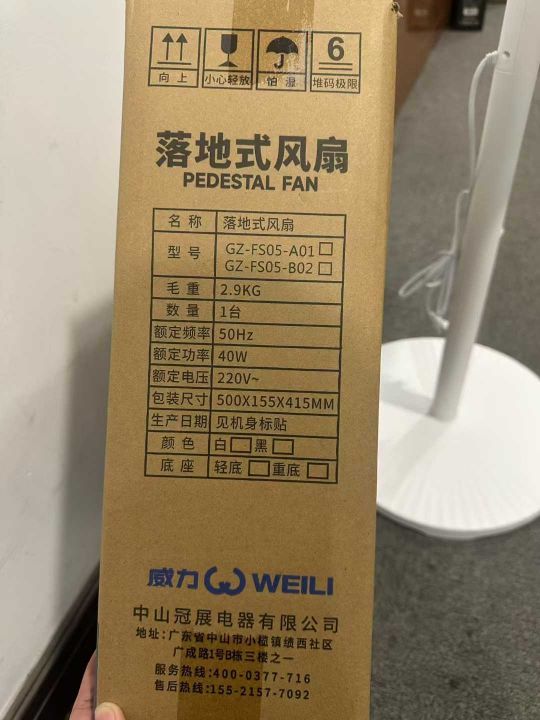 6
向上 小心轻放 怕湿 堆码极限
落地式风扇
PEDESTAL FAN
名称 落地式风扇
型号 GZ-FS05-A01□
GZ-FS05-B02□
毛重 2.9KG
数量 1台
额定频率 50Hz
额定功率 40W
额定电压 220V~
包装尺寸 500X155X415MM
生产日期 见机身标贴
颜色 白□黑□
底座 轻底□重底□
威力 WEILI
中山冠展电器有限公司
地址:广东省中山市小榄镇绩西社区
广成路1号B栋三楼之一
服务热线:400-0377-716
售后热线:155-2157-7092